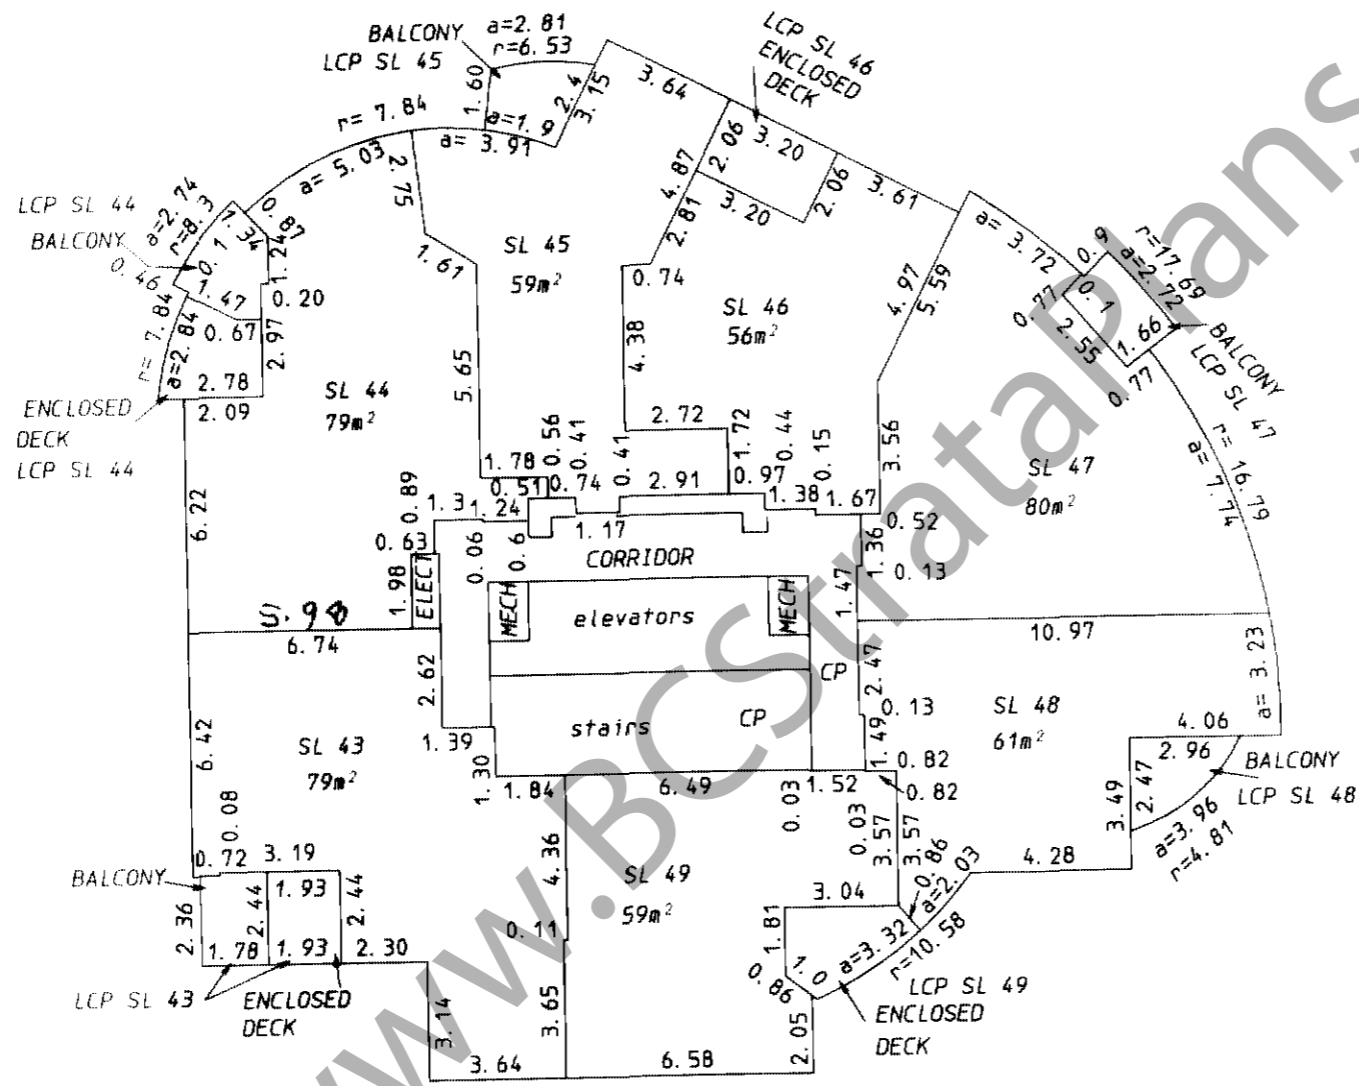 BALCONY
LCP SL 45
a=2.81
r=6.53
LCP SL 46
ENCLOSED
DECK
1.60
a=1.9
2.4
3.15
3.64
2.06
3.20
2.06
3.20
3.61
4.87
2.81
r= 7.84
a= 5.03
a= 3.91
2.75
LCP SL 44
BALCONY
a=2.74
r=8.3
1.34
0.87
0.1
0.46
1.47
1.24
0.20
0.67
2.97
r= 7.84
a=2.84
2.78
2.09
ENCLOSED
DECK
LCP SL 44
1.61
SL 45
59m²
0.74
SL 46
56m²
4.38
5.65
SL 44
79m²
4.97
5.59
a= 3.72
0.9
r=17.69
a=2.72
0.77
0.1
2.55
1.66
0.77
BALCONY
LCP SL 47
r= 16.79
a= 7.74
SL 47
80m²
3.56
2.72
1.72
0.44
0.15
0.56
0.41
0.41
1.78
0.51
0.74
2.91
0.97
1.38
1.67
6.22
0.89
1.3
1.24
1.17
0.52
1.36
0.13
0.63
0.06
0.6
CORRIDOR
1.98
ELECT
MECH
elevators
MECH
1.47
5.98
6.74
10.97
2.62
CP
2.47
a= 3.23
stairs
CP
0.13
SL 48
61m²
4.06
2.96
BALCONY
LCP SL 48
6.42
SL 43
79m²
1.39
1.30
1.84
6.49
1.52
1.49
0.82
0.82
0.03
0.03
3.57
3.57
3.49
2.47
a=3.96
r=4.81
0.08
0.72
3.19
BALCONY
1.93
2.44
2.44
2.36
1.78
1.93
2.30
LCP SL 43
ENCLOSED
DECK
4.36
SL 49
59m²
0.11
3.65
3.14
3.64
6.58
3.04
1.81
0.86
a=2.03
4.28
a=3.32
r=10.58
1.0
0.86
2.05
LCP SL 49
ENCLOSED
DECK
www.BCStrataPlans